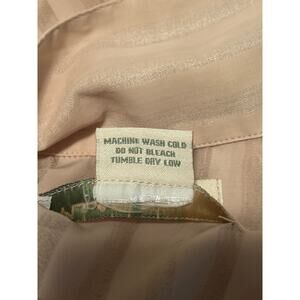 MACHINE WASH COLD
DO NOT BLEACH
TUMBLE DRY LOW